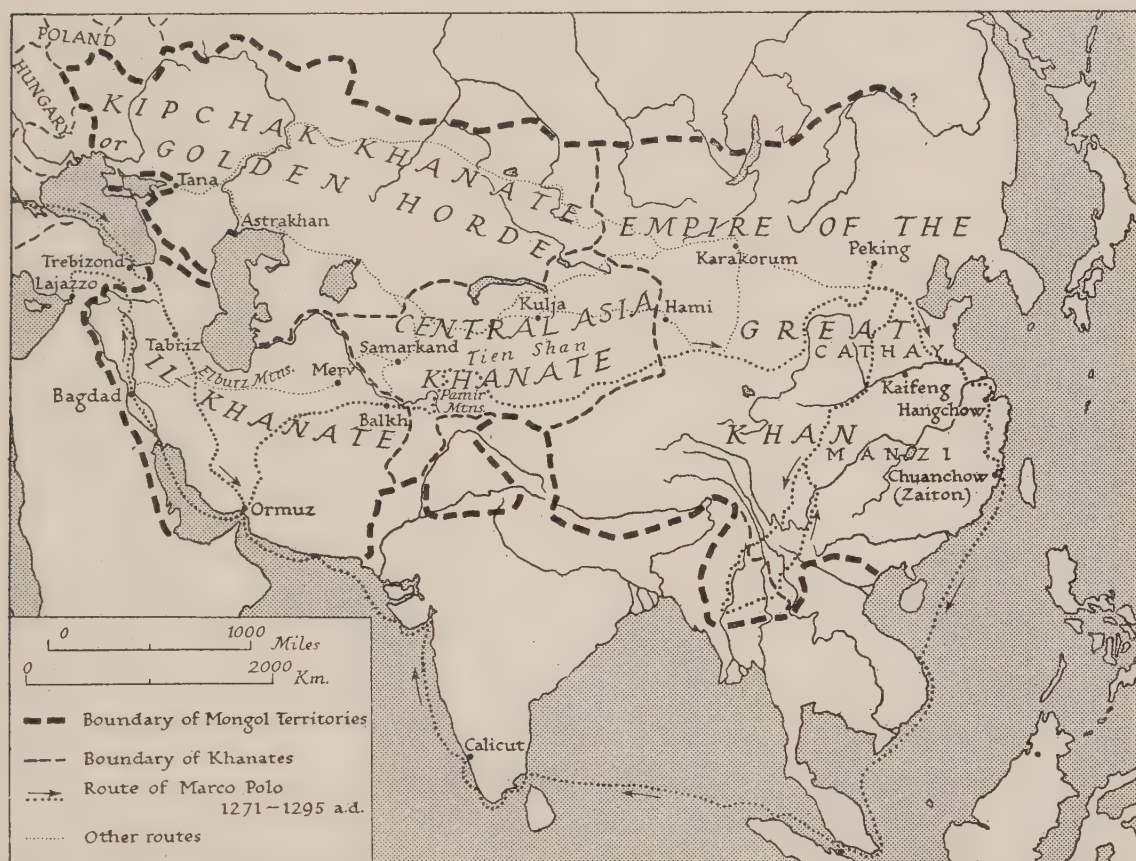 POLAND
HUNGARY
KIPCHAK KHANATE
or
GOLDEN HORDE
Tana
Astrakhan
EMPIRE OF THE
Peking
Karakorum
Trebizond
Lajazzo
Kulja
Hami
CENTRAL ASIA
GREAT
CATHAY
Tabriz
Samarkand
Tien Shan
IL-
Elburz Mtns.
Merv
KHANATE
Kaifeng
Bagdad
Pamir
Mtns.
Balkh
Hangchow
KHANATE
KHAN
MANZI
Chuanchow
(Zaiton)
Ormuz
?
Calicut
0 1000 Miles
0 2000 Km.
Boundary of Mongol Territories
Boundary of Khanates
Route of Marco Polo
1271–1295 a.d.
Other routes